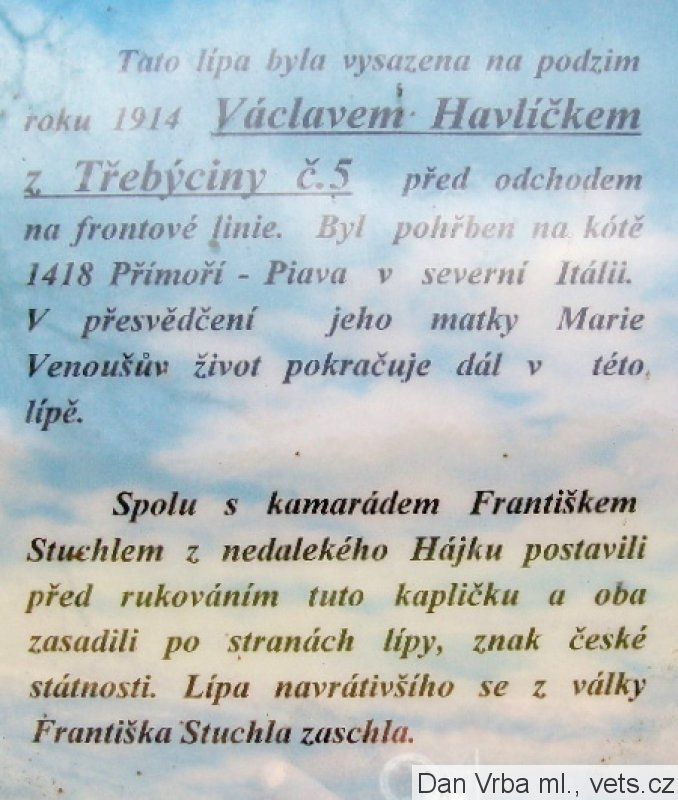 Tato lípa byla vysazena na podzim
roku 1914 Václavem Havlíčkem
z Třebýciny č.5 před odchodem
na frontové linie. Byl pohřben na kótě
1418 Přímoří - Piava v severní Itálii.
V přesvědčení jeho matky Marie
Venoušův život pokračuje dál v této
lípě.
Spolu s kamarádem Františkem
Stuchlem z nedalekého Hájku postavili
před rukováním tuto kapličku a oba
zasadili po stranách lípy, znak české
státnosti. Lípa navrátivšího se z války
Františka Stuchla zaschla.
Dan Vrba ml., vets.cz